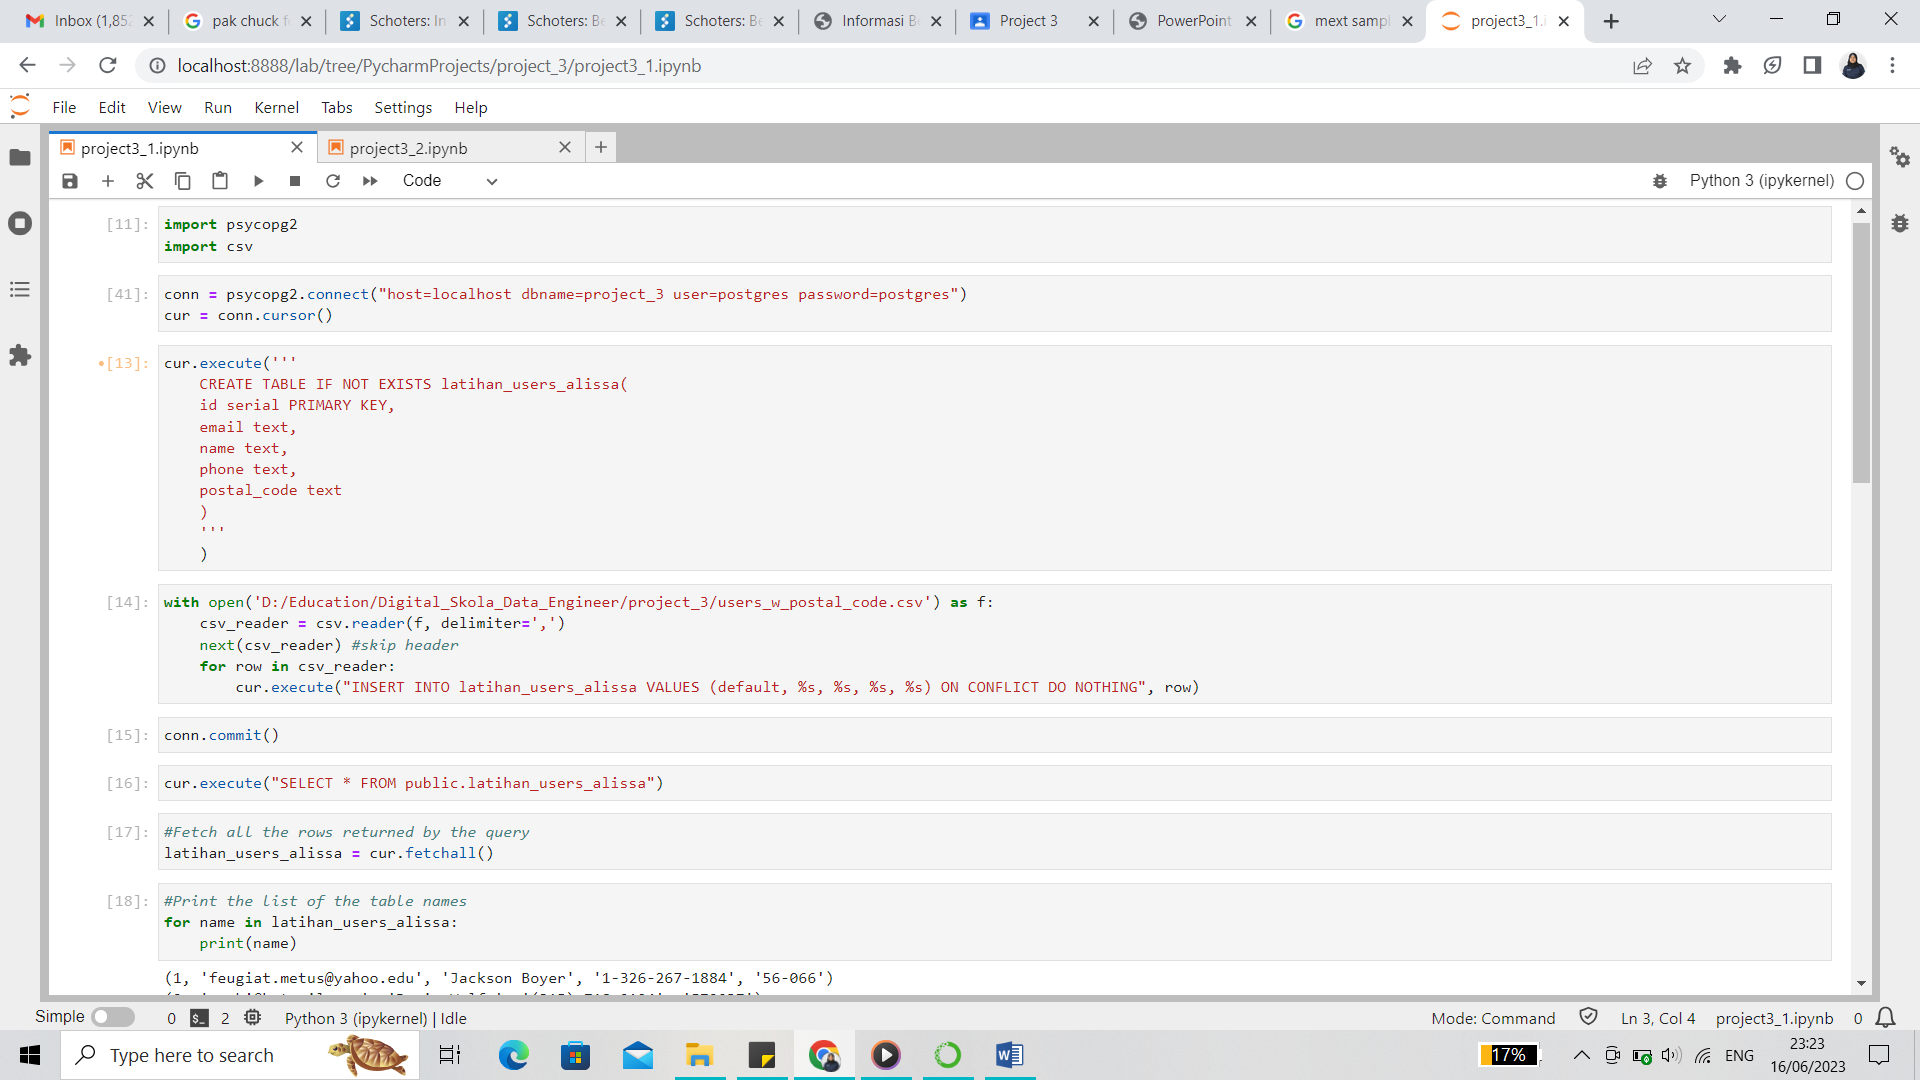 Inbox (1,852
pak chuck f
Schoters: In
Schoters: Be
Schoters: Be
Informasi Be
Project 3
PowerPoint
mext sampl
project3_1.i
localhost:8888/lab/tree/PycharmProjects/project_3/project3_1.ipynb
File Edit View Run Kernel Tabs Settings Help
project3_1.ipynb
project3_2.ipynb
Code
Python 3 (ipykernel)
[11]: import psycopg2
import csv
[41]: conn = psycopg2.connect("host=localhost dbname=project_3 user=postgres password=postgres")
cur = conn.cursor()
•[13]: cur.execute('''
CREATE TABLE IF NOT EXISTS latihan_users_alissa(
id serial PRIMARY KEY,
email text,
name text,
phone text,
postal_code text
)
'''
)
[14]: with open('D:/Education/Digital_Skola_Data_Engineer/project_3/users_w_postal_code.csv') as f:
csv_reader = csv.reader(f, delimiter=',')
next(csv_reader) #skip header
for row in csv_reader:
cur.execute("INSERT INTO latihan_users_alissa VALUES (default, %s, %s, %s, %s) ON CONFLICT DO NOTHING", row)
[15]: conn.commit()
[16]: cur.execute("SELECT * FROM public.latihan_users_alissa")
[17]: #Fetch all the rows returned by the query
latihan_users_alissa = cur.fetchall()
[18]: #Print the list of the table names
for name in latihan_users_alissa:
print(name)
(1, 'feugiat.metus@yahoo.edu', 'Jackson Boyer', '1-326-267-1884', '56-066')
Simple 0 2 Python 3 (ipykernel) | Idle
Mode: Command Ln 3, Col 4 project3_1.ipynb 0
Type here to search
17%
ENG
23:23
16/06/2023